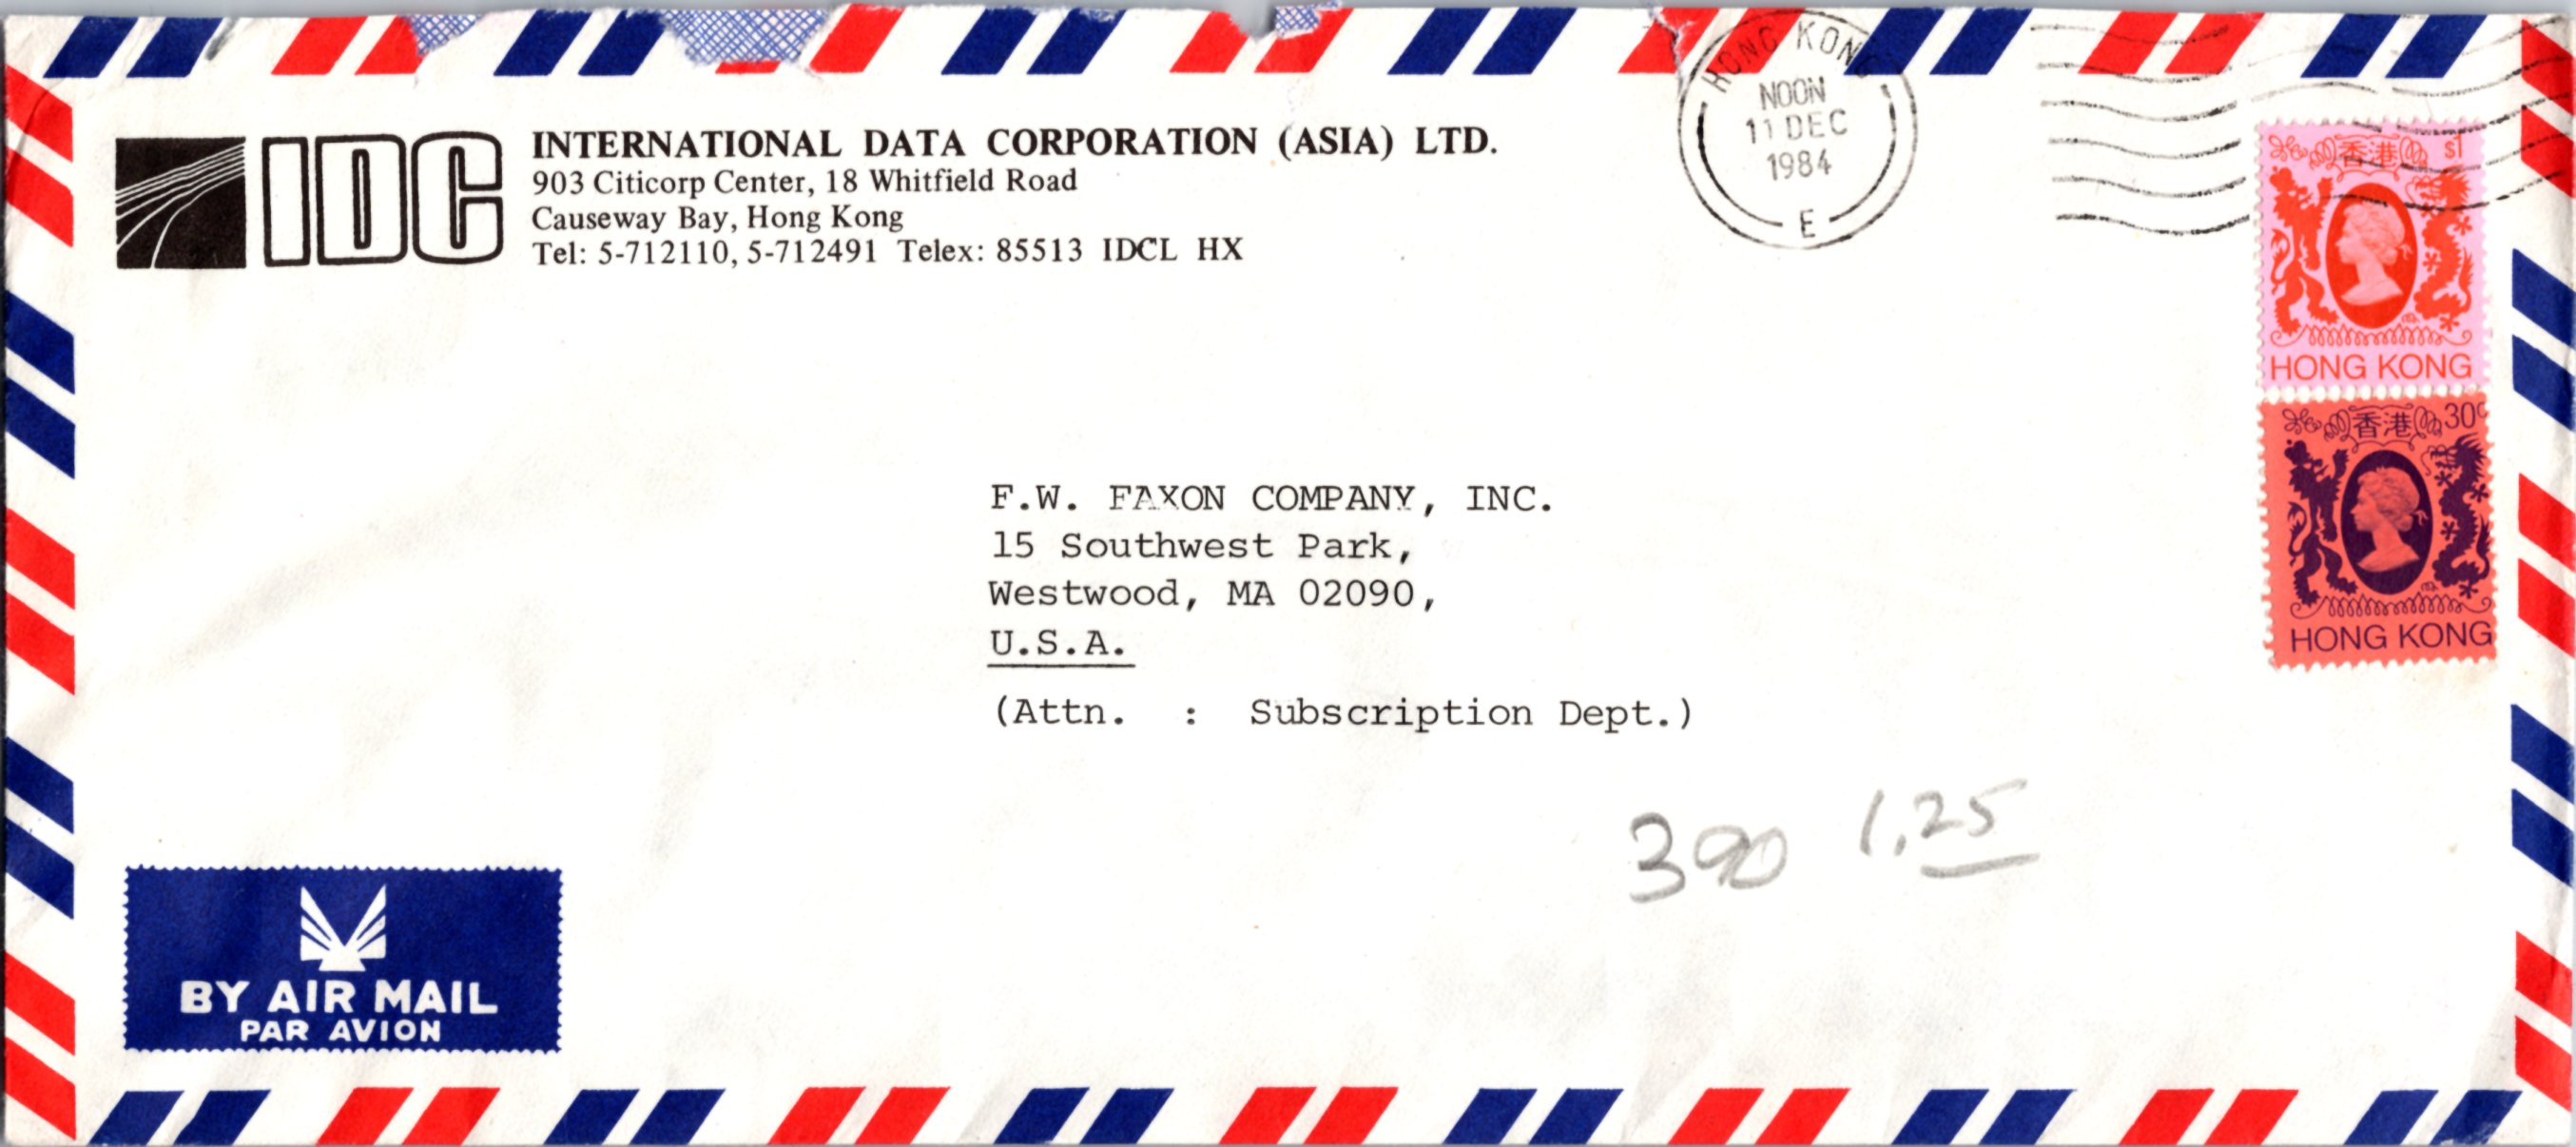 IDC
INTERNATIONAL DATA CORPORATION (ASIA) LTD.
903 Citicorp Center, 18 Whitfield Road
Causeway Bay, Hong Kong
Tel: 5-712110, 5-712491 Telex: 85513 IDCL HX
HONG KONG
NOON
11 DEC
1984
E
香港 $1
HONG KONG
香港 30c
HONG KONG
F.W. FAXON COMPANY, INC.
15 Southwest Park,
Westwood, MA 02090,
U.S.A.
(Attn. : Subscription Dept.)
390 1.25
BY AIR MAIL
PAR AVION